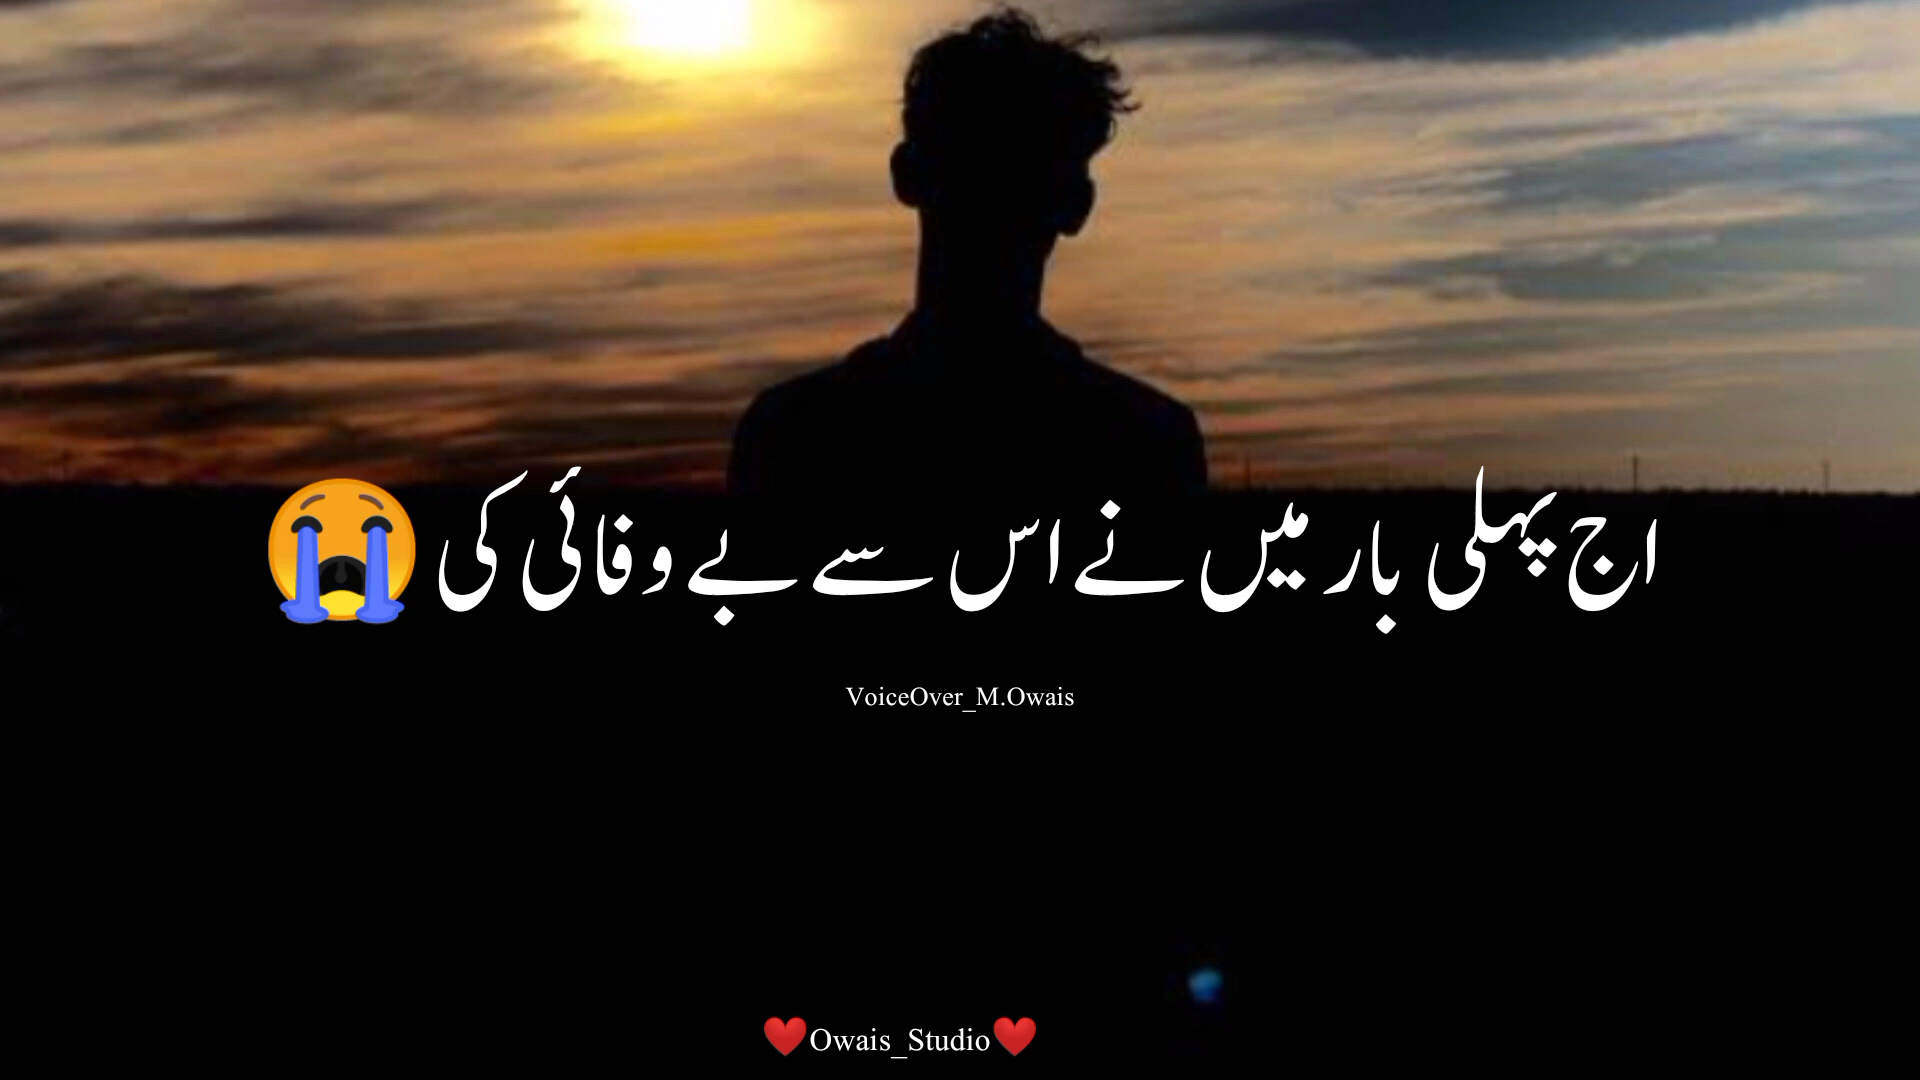 اج پہلی بار میں نے اس سے بے وفائی کی 😭
VoiceOver_M.Owais
❤️Owais_Studio❤️